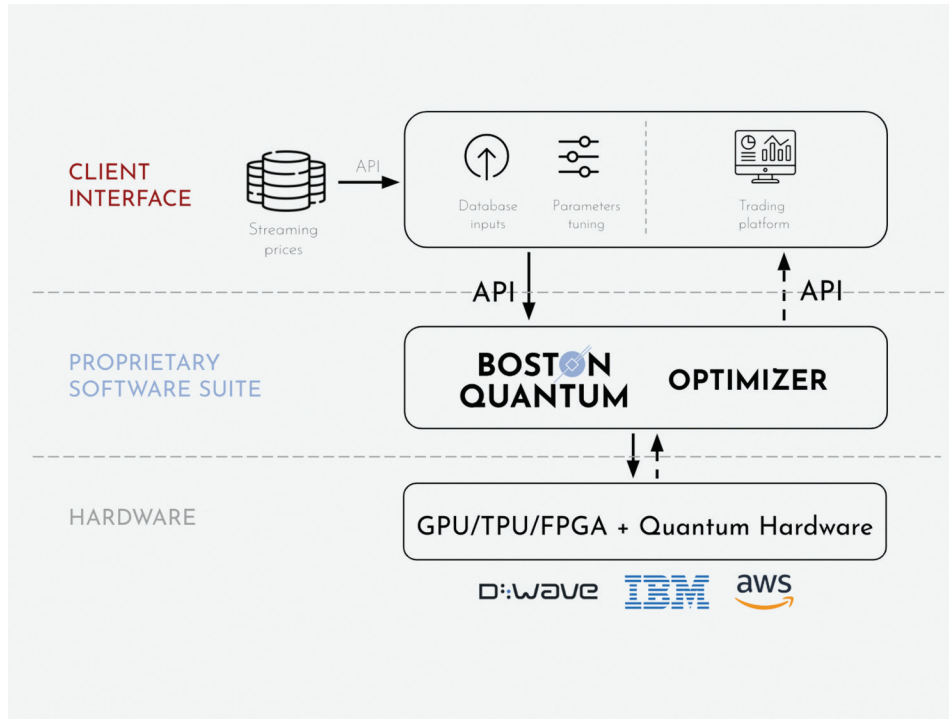 CLIENT
INTERFACE
API
Streaming
prices
Database
inputs
Parameters
tuning
Trading
platform
API
API
PROPRIETARY
SOFTWARE SUITE
BOSTON
QUANTUM
OPTIMIZER
HARDWARE
GPU/TPU/FPGA + Quantum Hardware
D:wave
IBM
aws